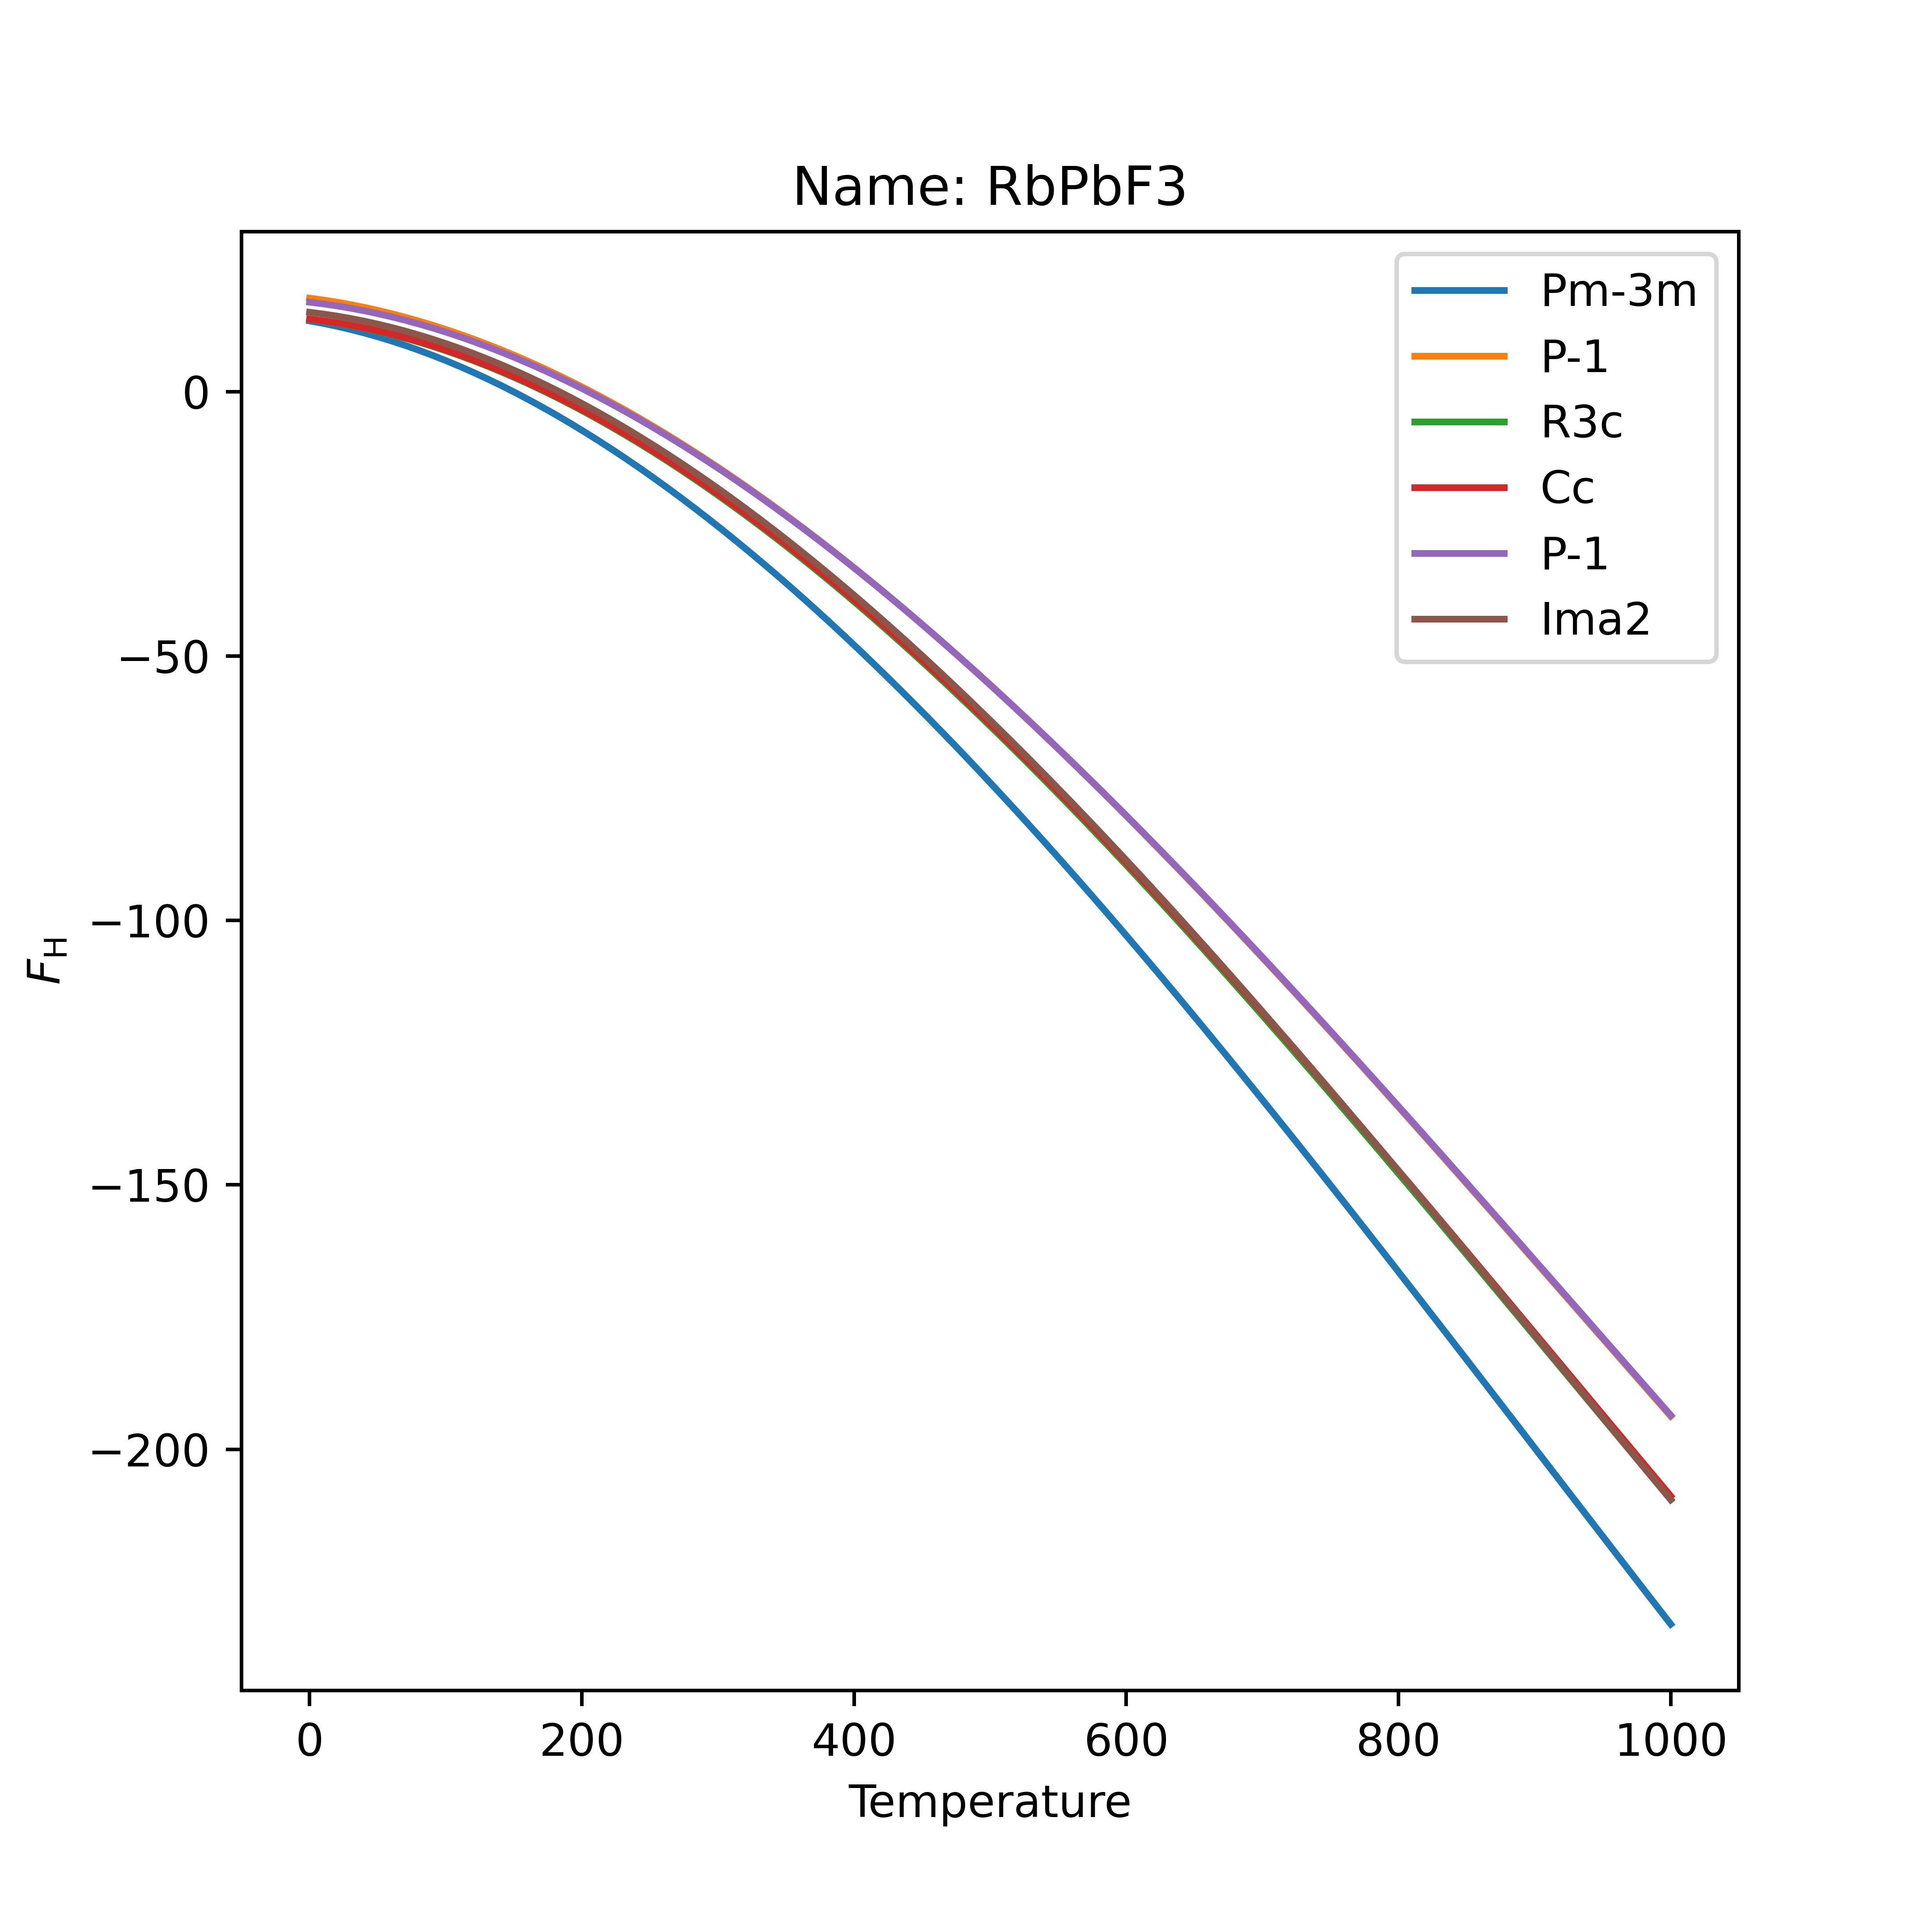 Name: RbPbF3
Pm-3m
P-1
R3c
Cc
P-1
Ima2
0
−50
−100
−150
−200
F_H
0 200 400 600 800 1000
Temperature